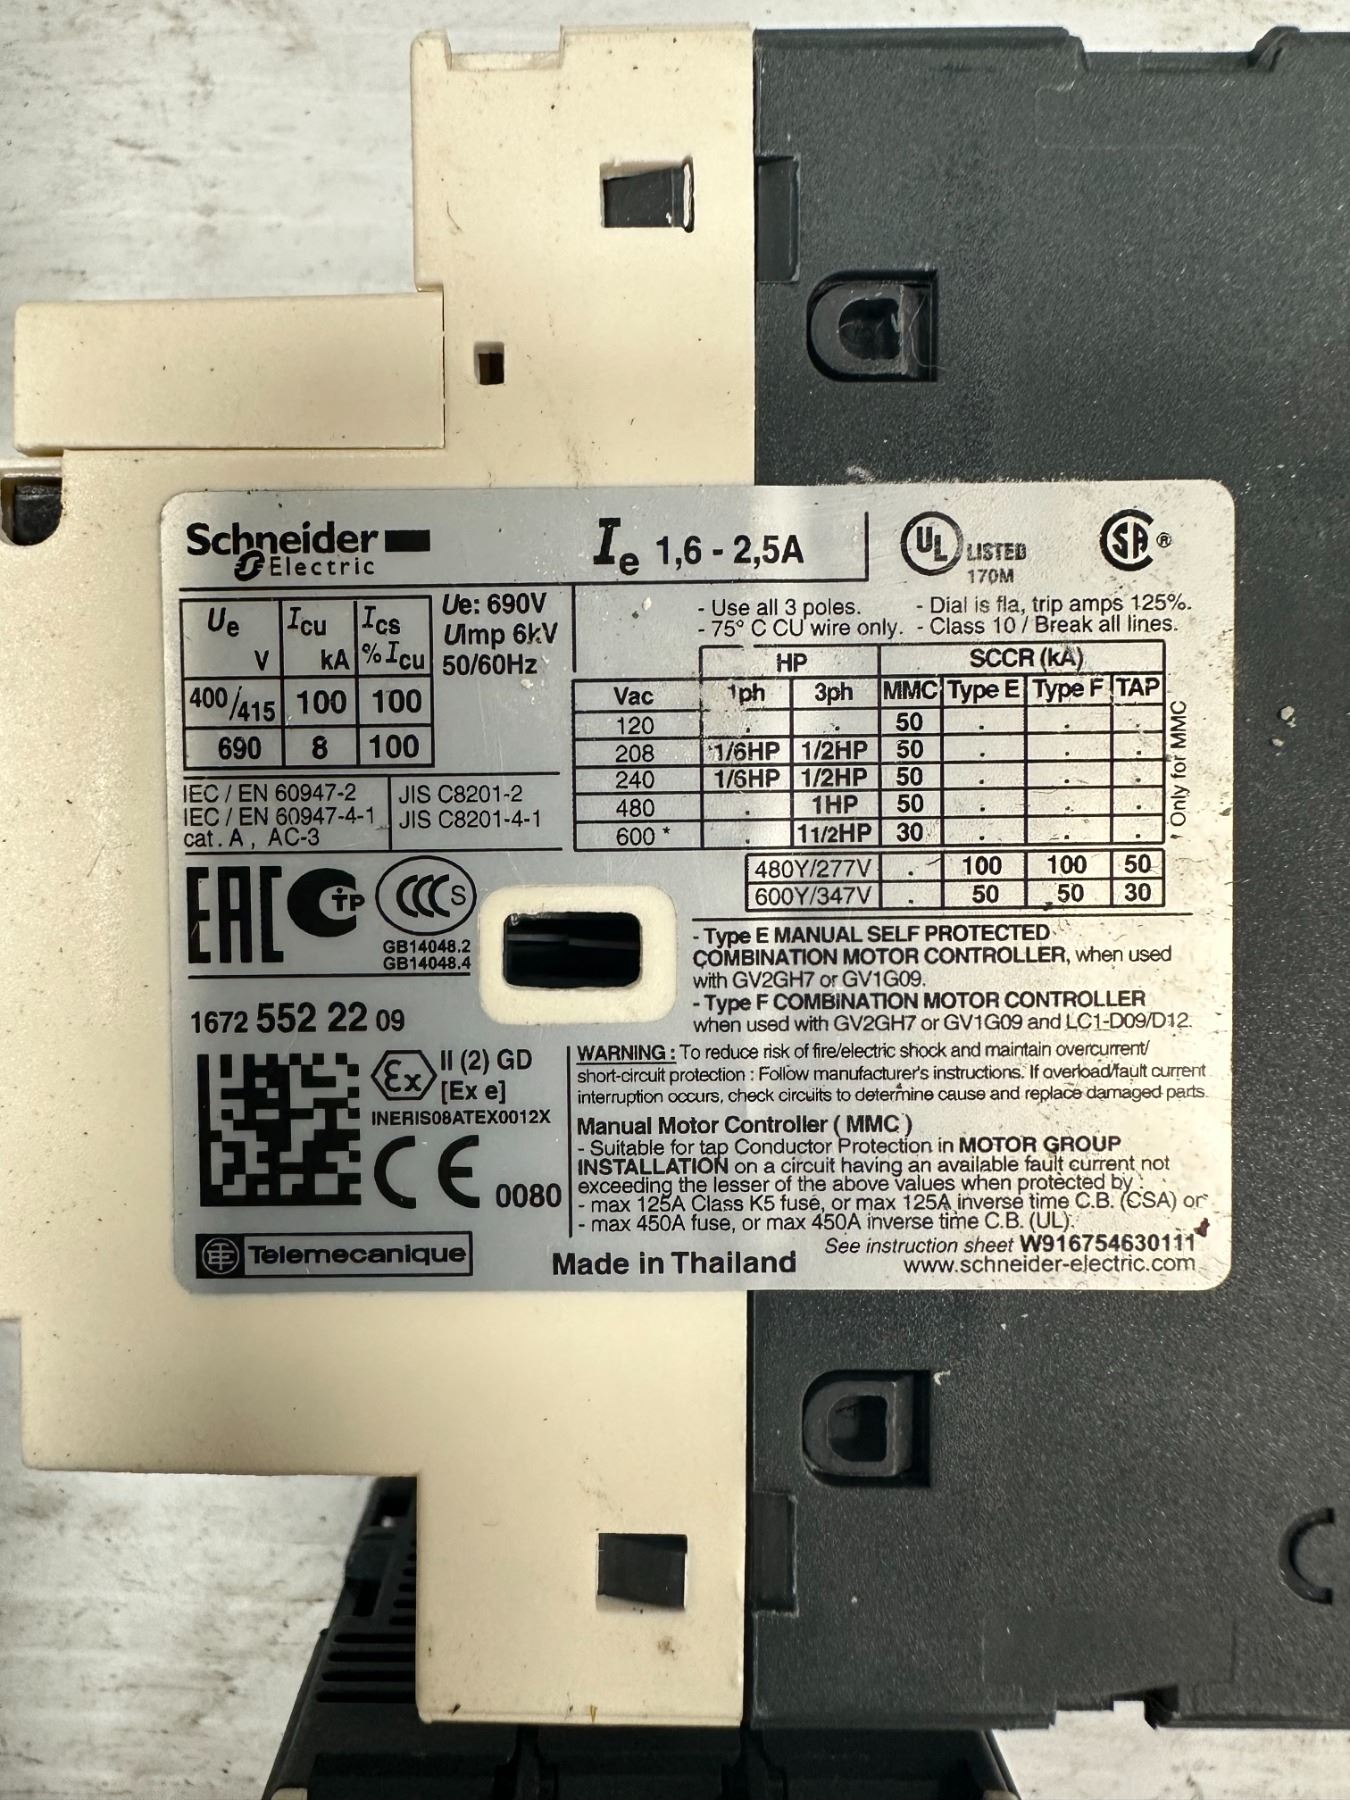 Schneider Electric
Ie 1,6 - 2,5A
UL LISTED
170M
SA ®
Ue V Icu kA Ics %Icu
400/415 100 100
690 8 100
Ue: 690V
Uimp 6kV
50/60Hz
- Use all 3 poles. - Dial is fla, trip amps 125%.
- 75° C CU wire only. - Class 10 / Break all lines.
HP SCCR (kA)
Vac 1ph 3ph MMC Type E Type F TAP
120 . . 50 . . .
208 1/6HP 1/2HP 50 . . .
240 1/6HP 1/2HP 50 . . .
480 . 1HP 50 . . .
600 * . 11/2HP 30 . . .
480Y/277V . 100 100 50
600Y/347V . 50 50 30
* Only for MMC
IEC / EN 60947-2
IEC / EN 60947-4-1
cat. A , AC-3
JIS C8201-2
JIS C8201-4-1
EAC TP CCC S
GB14048.2
GB14048.4
1672 552 22 09
- Type E MANUAL SELF PROTECTED
COMBINATION MOTOR CONTROLLER, when used
with GV2GH7 or GV1G09.
- Type F COMBINATION MOTOR CONTROLLER
when used with GV2GH7 or GV1G09 and LC1-D09/D12.
Ex II (2) GD
[Ex e]
INERIS08ATEX0012X
CE 0080
WARNING : To reduce risk of fire/electric shock and maintain overcurrent/
short-circuit protection : Follow manufacturer's instructions. If overload/fault current
interruption occurs, check circuits to determine cause and replace damaged parts.
Manual Motor Controller ( MMC )
- Suitable for tap Conductor Protection in MOTOR GROUP
INSTALLATION on a circuit having an available fault current not
exceeding the lesser of the above values when protected by :
- max 125A Class K5 fuse, or max 125A inverse time C.B. (CSA) or
- max 450A fuse, or max 450A inverse time C.B. (UL).
Telemecanique
Made in Thailand
See instruction sheet W916754630111
www.schneider-electric.com